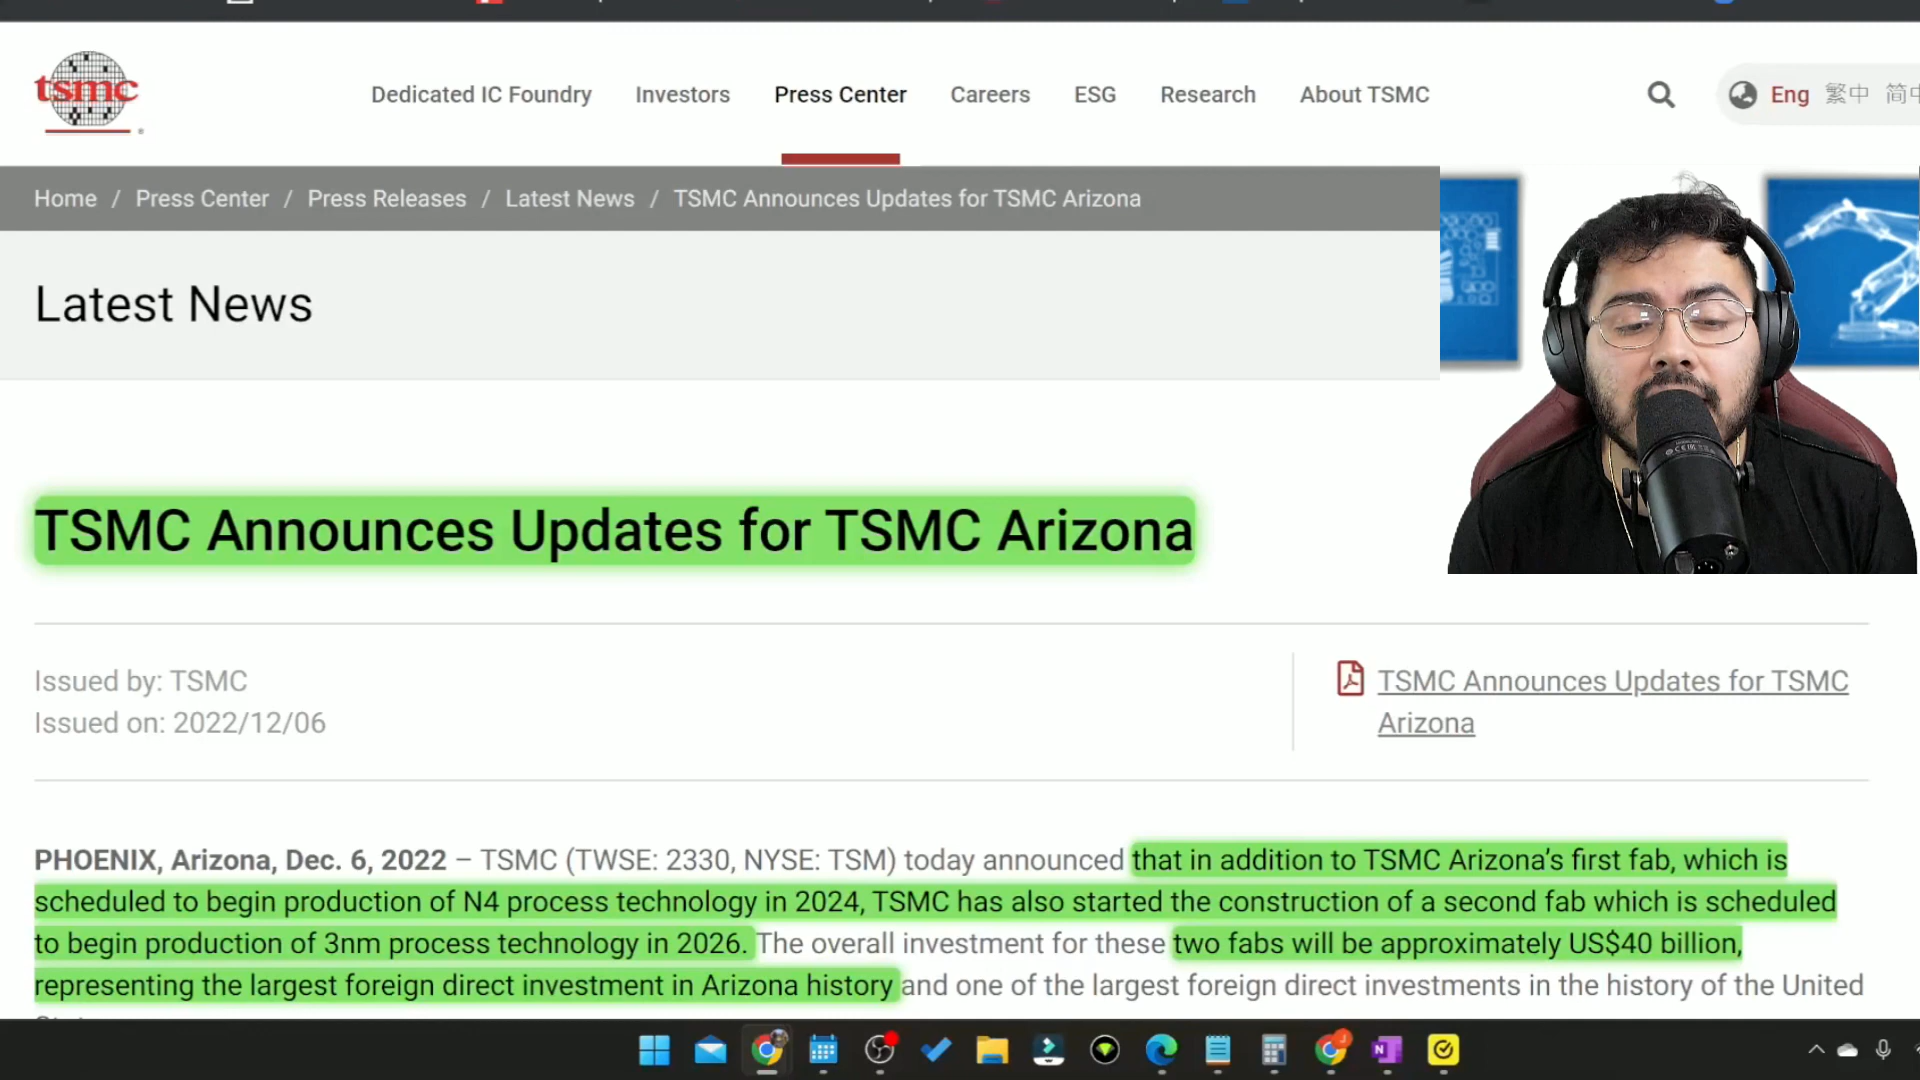 tsmc
Dedicated IC Foundry Investors Press Center Careers ESG Research About TSMC
Eng 繁中 简中
Home / Press Center / Press Releases / Latest News / TSMC Announces Updates for TSMC Arizona
Latest News
TSMC Announces Updates for TSMC Arizona
Issued by: TSMC
Issued on: 2022/12/06
TSMC Announces Updates for TSMC
Arizona
PHOENIX, Arizona, Dec. 6, 2022 – TSMC (TWSE: 2330, NYSE: TSM) today announced that in addition to TSMC Arizona’s first fab, which is
scheduled to begin production of N4 process technology in 2024, TSMC has also started the construction of a second fab which is scheduled
to begin production of 3nm process technology in 2026. The overall investment for these two fabs will be approximately US$40 billion,
representing the largest foreign direct investment in Arizona history and one of the largest foreign direct investments in the history of the United